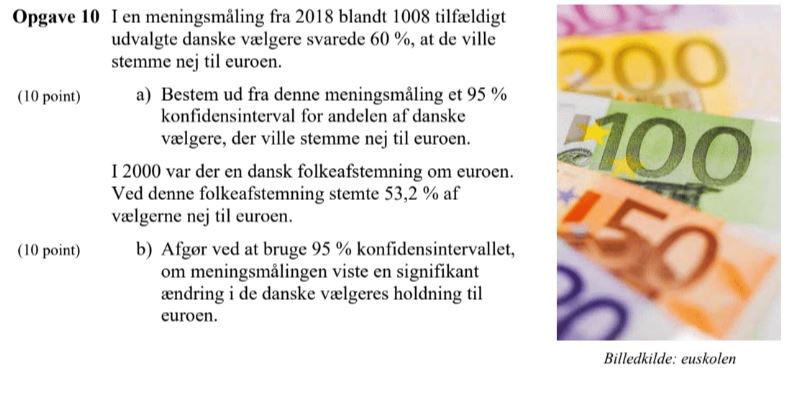 Opgave 10 I en meningsmåling fra 2018 blandt 1008 tilfældigt
udvalgte danske vælgere svarede 60 %, at de ville
stemme nej til euroen.
(10 point) a) Bestem ud fra denne meningsmåling et 95 %
konfidensinterval for andelen af danske
vælgere, der ville stemme nej til euroen.
I 2000 var der en dansk folkeafstemning om euroen.
Ved denne folkeafstemning stemte 53,2 % af
vælgerne nej til euroen.
(10 point) b) Afgør ved at bruge 95 % konfidensintervallet,
om meningsmålingen viste en signifikant
ændring i de danske vælgeres holdning til
euroen.
200
100
50
Billedkilde: euskolen